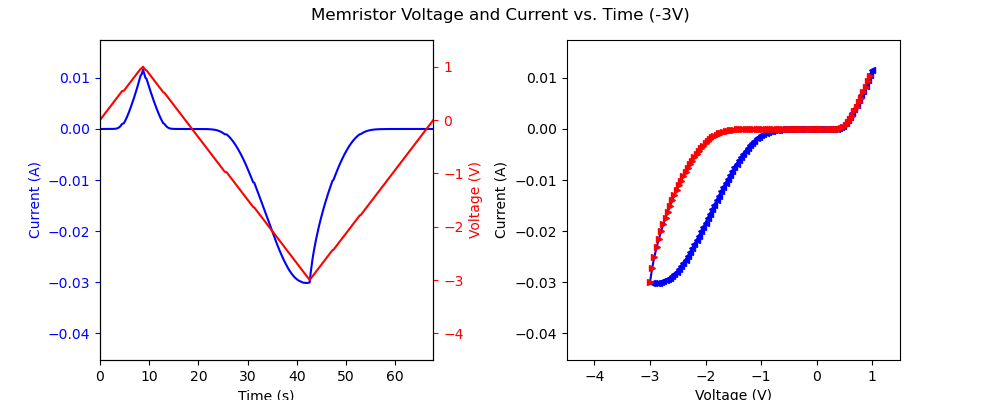 Memristor Voltage and Current vs. Time (-3V)
0.01
0.00
−0.01
−0.02
−0.03
−0.04
Current (A)
0 10 20 30 40 50 60
Time (s)
1
0
−1
−2
−3
−4
Voltage (V)
0.01
0.00
−0.01
−0.02
−0.03
−0.04
Current (A)
−4 −3 −2 −1 0 1
Voltage (V)